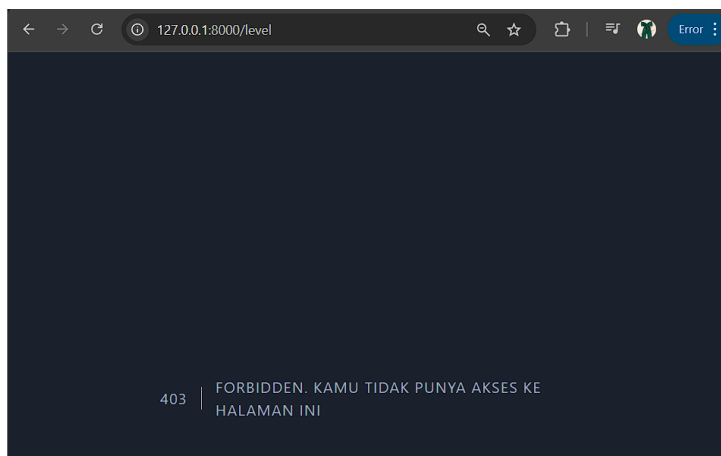 127.0.0.1:8000/level
Error
403
FORBIDDEN. KAMU TIDAK PUNYA AKSES KE
HALAMAN INI